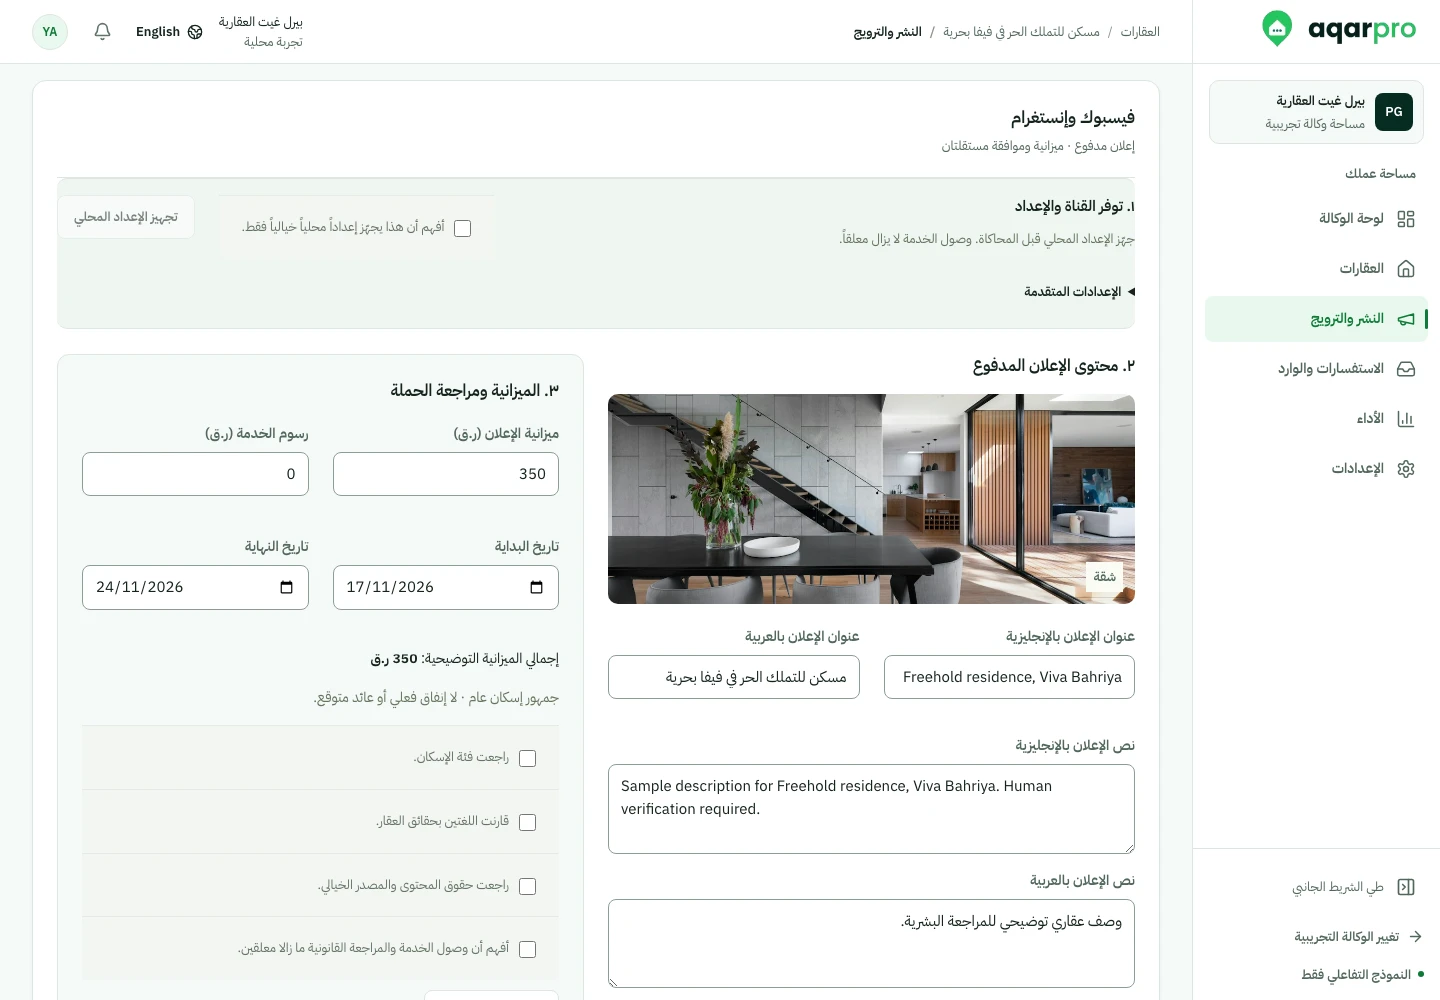 aqarpro
العقارات / مسكن للتملك الحر في فيفا بحرية / النشر والترويج
بيرل غيت العقارية
تجربة محلية
English
YA
PG
بيرل غيت العقارية
مساحة وكالة تجريبية
مساحة عملك
لوحة الوكالة
العقارات
النشر والترويج
الاستفسارات والوارد
الأداء
الإعدادات
طي الشريط الجانبي
تغيير الوكالة التجريبية
النموذج التفاعلي فقط
فيسبوك وإنستغرام
إعلان مدفوع · ميزانية وموافقة مستقلتان
١. توفر القناة والإعداد
جهّز الإعداد المحلي قبل المحاكاة. وصول الخدمة لا يزال معلقاً.
أفهم أن هذا يجهّز إعداداً محلياً خيالياً فقط.
تجهيز الإعداد المحلي
الإعدادات المتقدمة
٢. محتوى الإعلان المدفوع
شقة
عنوان الإعلان بالإنجليزية
Freehold residence, Viva Bahriya
عنوان الإعلان بالعربية
مسكن للتملك الحر في فيفا بحرية
نص الإعلان بالإنجليزية
Sample description for Freehold residence, Viva Bahriya. Human
verification required.
نص الإعلان بالعربية
وصف عقاري توضيحي للمراجعة البشرية.
٣. الميزانية ومراجعة الحملة
ميزانية الإعلان (ر.ق)
350
رسوم الخدمة (ر.ق)
0
تاريخ البداية
17/11/2026
تاريخ النهاية
24/11/2026
إجمالي الميزانية التوضيحية: 350 ر.ق
جمهور إسكان عام · لا إنفاق فعلي أو عائد متوقع.
راجعت فئة الإسكان.
قارنت اللغتين بحقائق العقار.
راجعت حقوق المحتوى والمصدر الخيالي.
أفهم أن وصول الخدمة والمراجعة القانونية ما زالا معلقين.